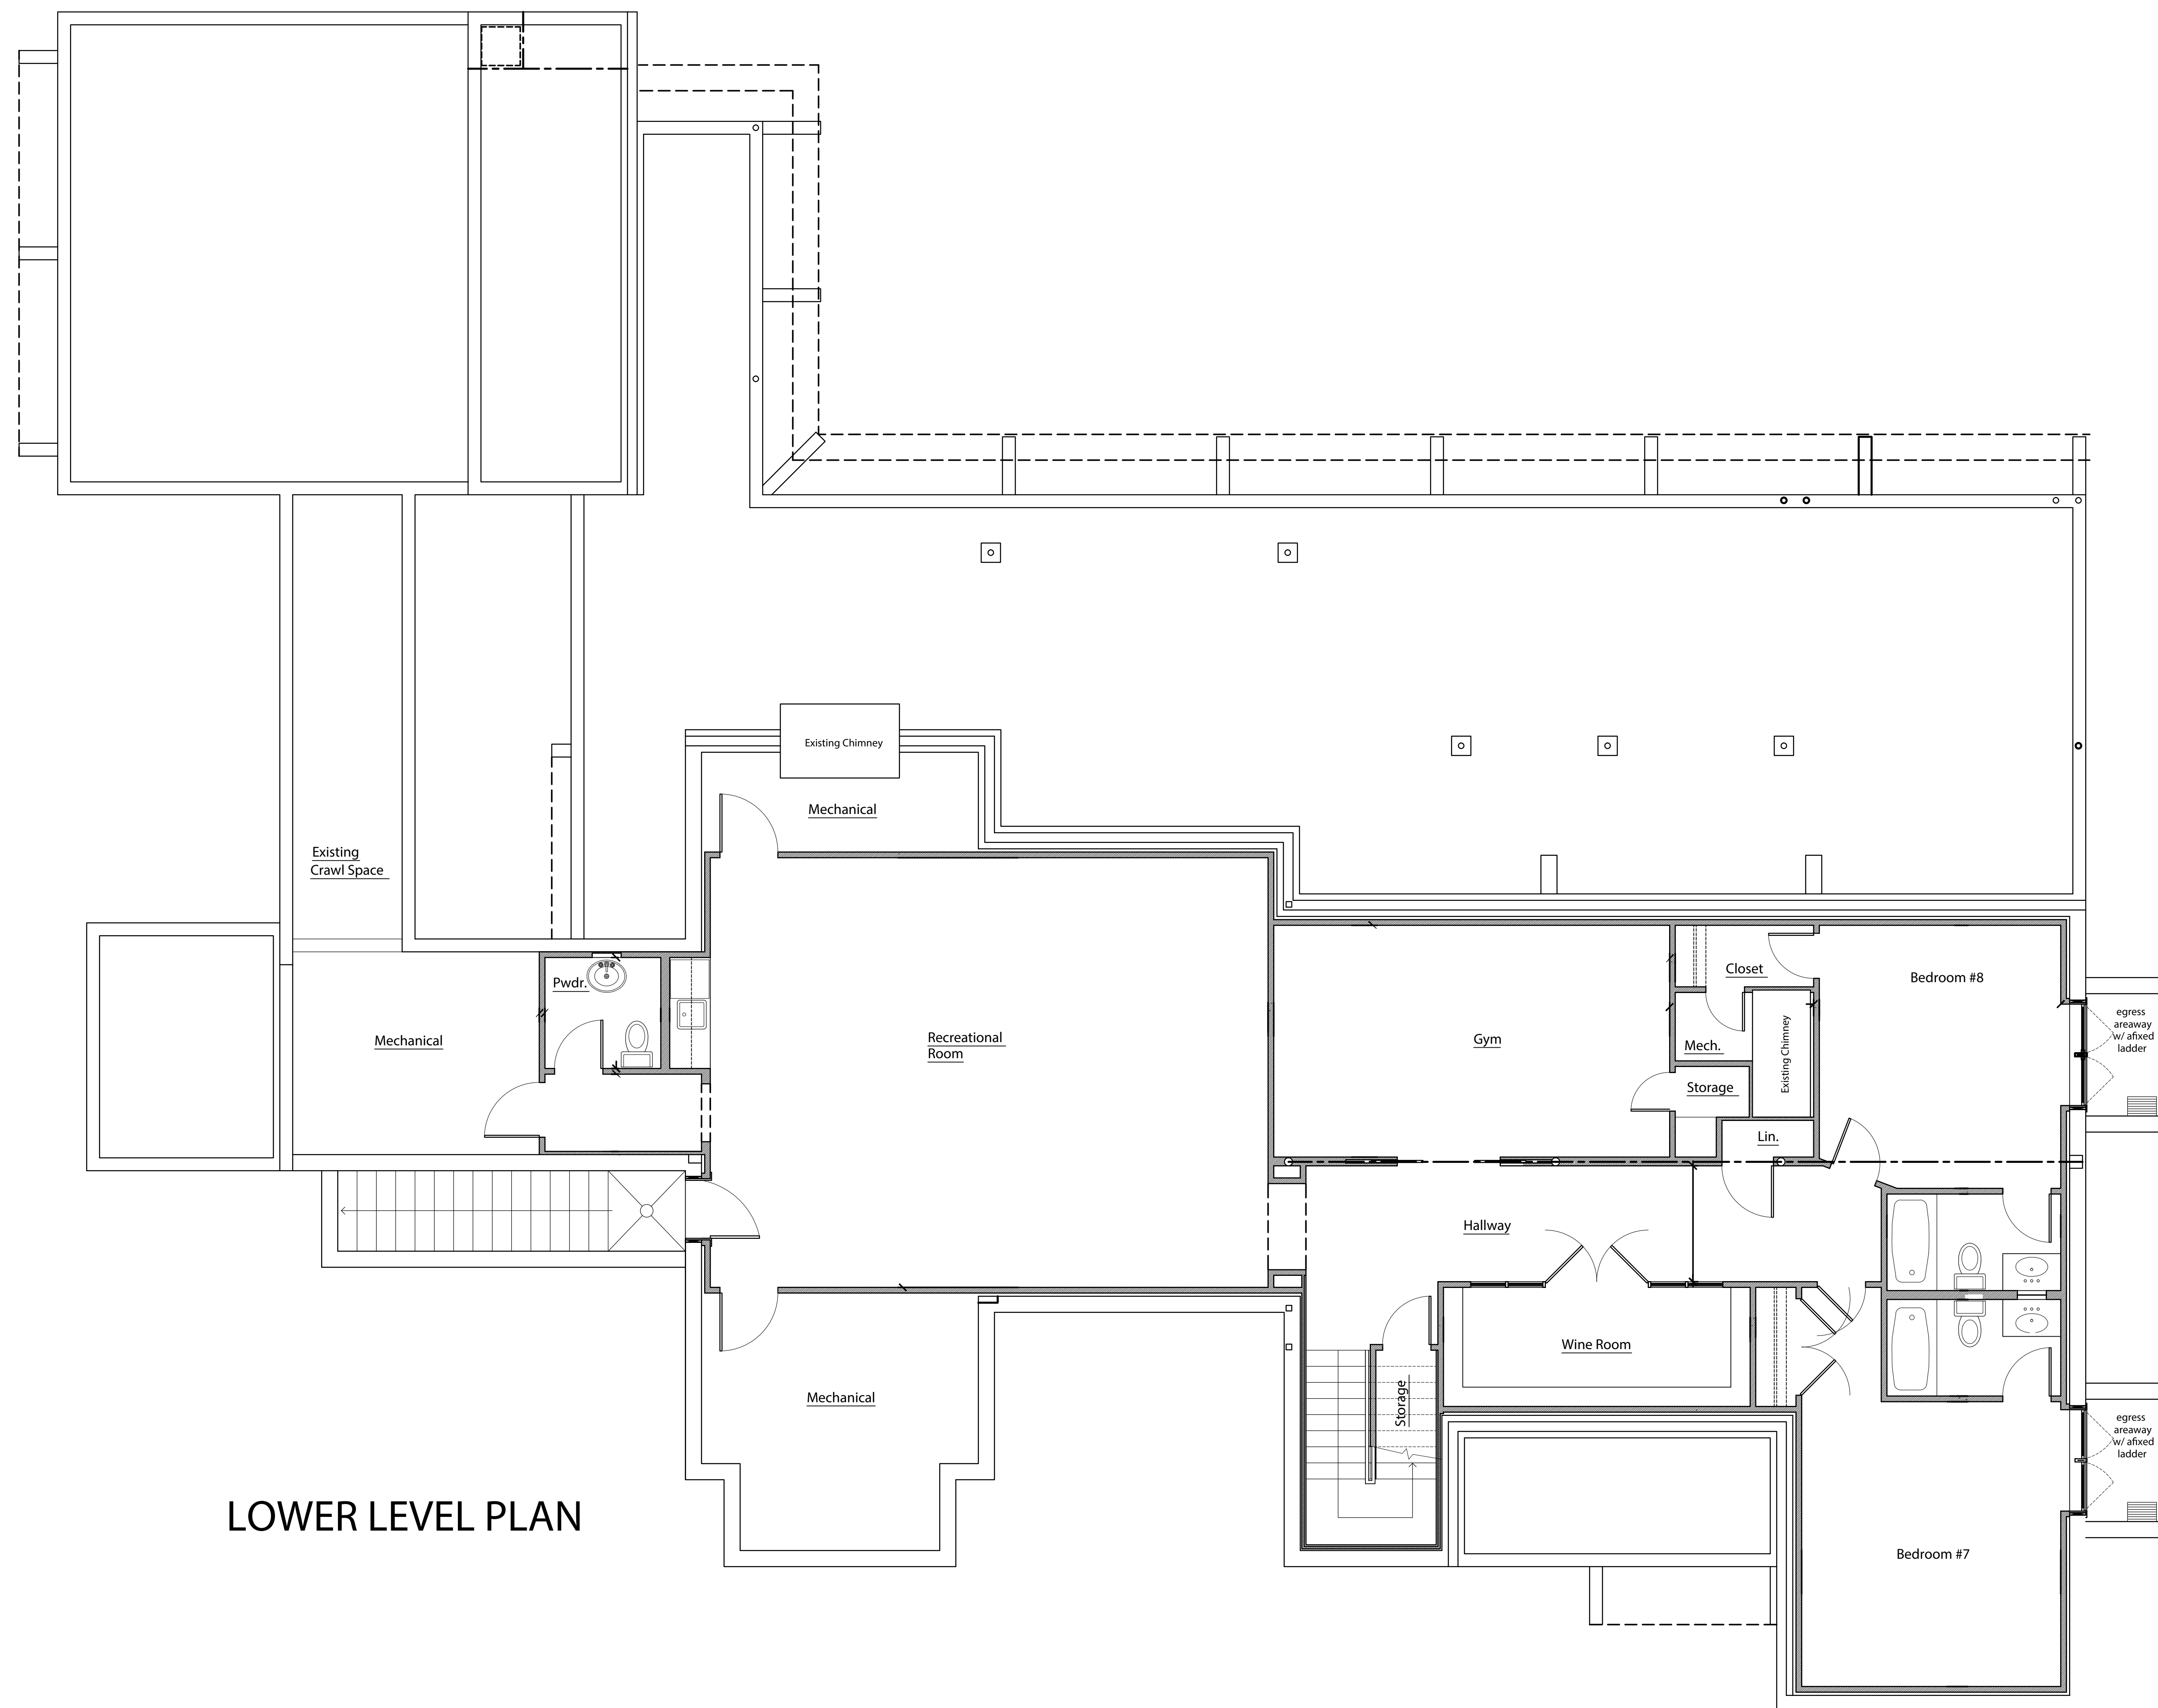 Existing Chimney
Mechanical
Existing
Crawl Space
Pwdr.
Mechanical
Recreational
Room
Gym
Closet
Mech.
Existing Chimney
Storage
Lin.
Bedroom #8
egress
areaway
w/ afixed
ladder
Hallway
Wine Room
Storage
Mechanical
egress
areaway
w/ afixed
ladder
LOWER LEVEL PLAN
Bedroom #7